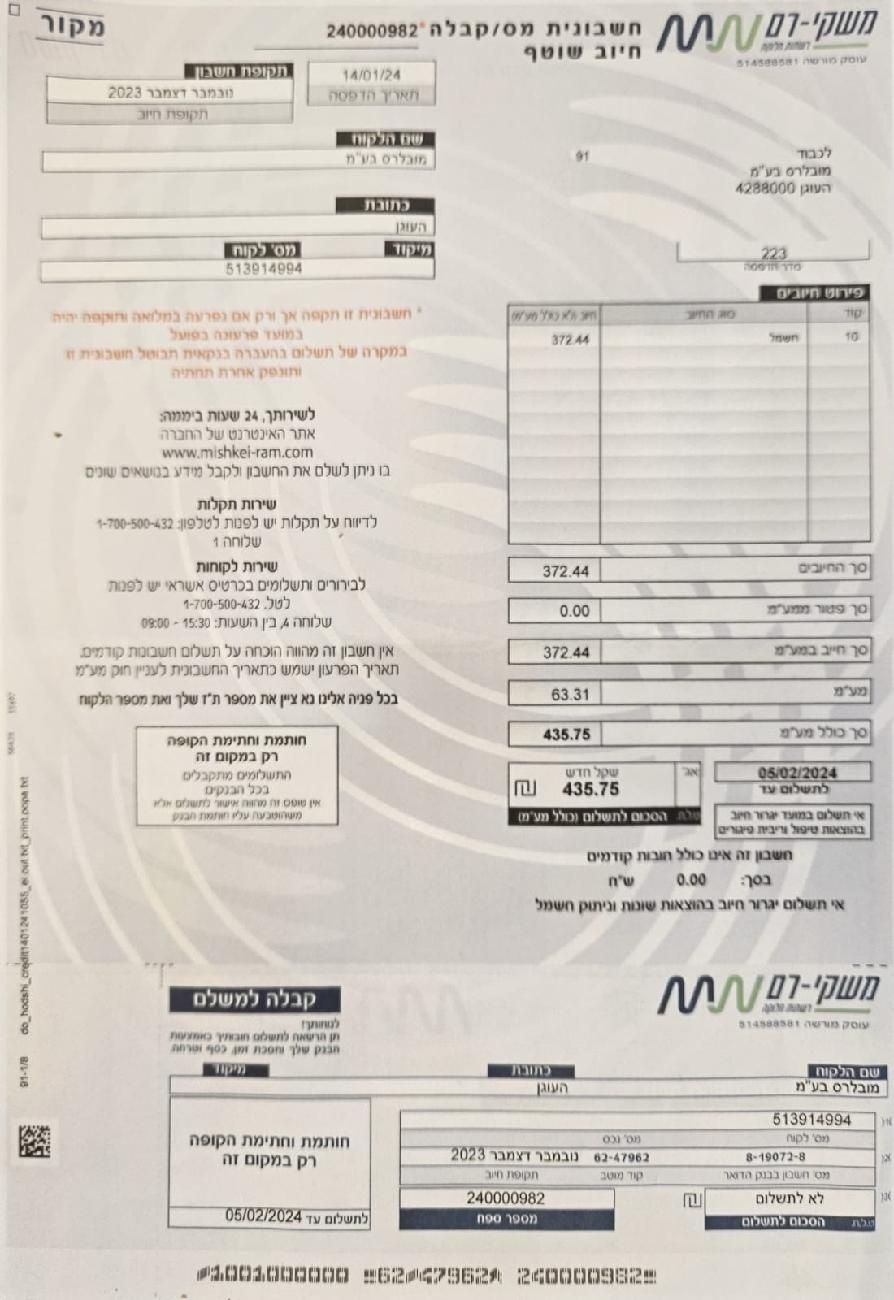 מקור
חשבונית מס/קבלה *240000982
חיוב שוטף
משקי-רם
עוסק מורשה 514588581
14/01/24
תאריך הדפסה
תקופת חשבון
נובמבר דצמבר 2023
תקופת חיוב
שם הלקוח
מובלרס בע"מ
לכבוד
91
מובלרס בע"מ
העוגן 4288000
כתובת
העוגן
מיקוד
מס' לקוח
513914994
223
סדר הדפסה
* חשבונית זו תקפה אך ורק אם נפרעה במלואה ותוקפה יהיה
במועד פרעונה בפועל
במקרה של תשלום בהעברה בנקאית תבוטל חשבונית זו
ותונפק אחרת תחתיה
פירוט חיובים
קוד
סוג החיוב
חיוב (לא כולל מע"מ)
10
חשמל
372.44
לשירותך, 24 שעות ביממה:
אתר האינטרנט של החברה
www.mishkei-ram.com
בו ניתן לשלם את החשבון ולקבל מידע בנושאים שונים
שירות תקלות
לדיווח על תקלות יש לפנות לטלפון: 1-700-500-432
שלוחה 1
שירות לקוחות
לבירורים ותשלומים בכרטיס אשראי יש לפנות
לטל. 1-700-500-432
שלוחה 4, בין השעות: 15:30 - 09:00
אין חשבון זה מהווה הוכחה על תשלום חשבונות קודמים.
תאריך הפרעון ישמש כתאריך החשבונית לעניין חוק מע"מ
בכל פניה אלינו נא ציין את מספר ת"ז שלך ואת מספר הלקוח
סך החיובים
372.44
סך פטור ממע"מ
0.00
סך חייב במע"מ
372.44
מע"מ
63.31
סך כולל מע"מ
435.75
חותמת וחתימת הקופה
רק במקום זה
התשלומים מתקבלים
בכל הבנקים
אין טופס זה מהווה אישור לתשלום אלא
משהוטבעה עליו חותמת הבנק
05/02/2024
לתשלום עד
אג'
שקל חדש
435.75
₪
הסכום לתשלום (כולל מע"מ)
אי תשלום במועד יגרור חיוב
בהוצאות טיפול וריבית פיגורים
חשבון זה אינו כולל חובות קודמים
בסך: 0.00 ש"ח
אי תשלום יגרור חיוב בהוצאות שונות וניתוק חשמל
משקי-רם
עוסק מורשה 514588581
קבלה למשלם
לנוחותך!
תן הרשאה לתשלום חובותיך באמצעות
הבנק שלך וחסכת זמן, כסף וטרחה.
שם הלקוח
כתובת
מיקוד
מובלרס בע"מ
העוגן
513914994
מס' לקוח
מס' נכס
8-19072-8
62-47962
נובמבר דצמבר 2023
מס' חשבון בבנק הדואר
קוד מוטב
תקופת חיוב
לא לתשלום
₪
240000982
הסכום לתשלום
מספר ספח
חותמת וחתימת הקופה
רק במקום זה
לתשלום עד 05/02/2024
91-1/8